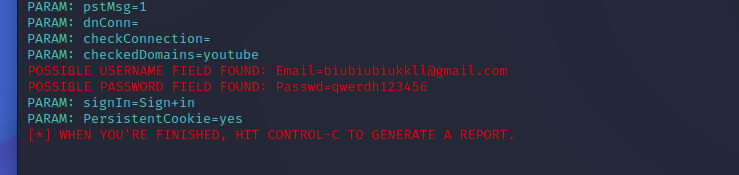 PARAM: pstMsg=1
PARAM: dnConn=
PARAM: checkConnection=
PARAM: checkedDomains=youtube
POSSIBLE USERNAME FIELD FOUND: Email=biubiubiukkll@gmail.com
POSSIBLE PASSWORD FIELD FOUND: Passwd=qwerdh123456
PARAM: signIn=Sign+in
PARAM: PersistentCookie=yes
[*] WHEN YOU'RE FINISHED, HIT CONTROL-C TO GENERATE A REPORT.